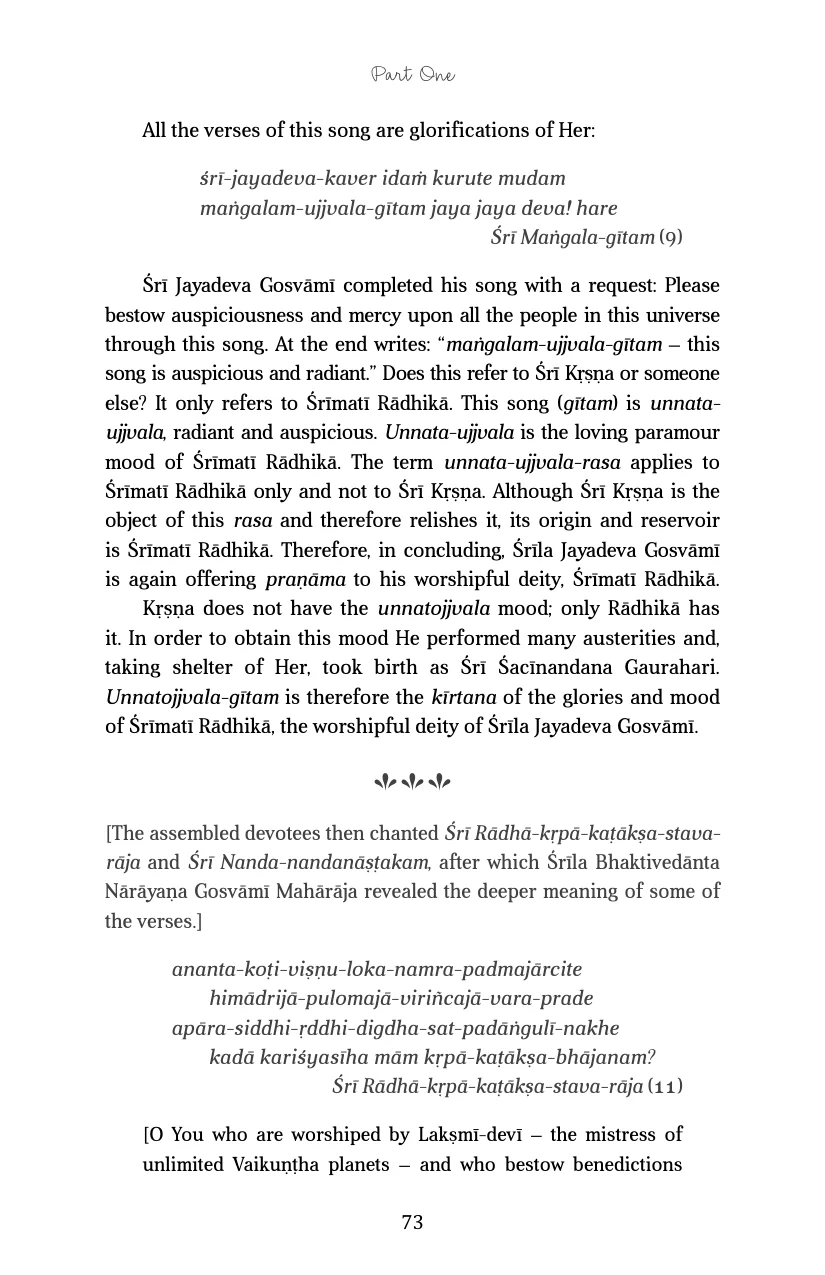 Part One
All the verses of this song are glorifications of Her:
śrī-jayadeva-kaver idaṁ kurute mudam
maṅgalam-ujjvala-gītam jaya jaya deva! hare
Śrī Maṅgala-gītam (9)
Śrī Jayadeva Gosvāmī completed his song with a request: Please
bestow auspiciousness and mercy upon all the people in this universe
through this song. At the end writes: “maṅgalam-ujjvala-gītam – this
song is auspicious and radiant.” Does this refer to Śrī Kṛṣṇa or someone
else? It only refers to Śrīmatī Rādhikā. This song (gītam) is unnata-
ujjvala, radiant and auspicious. Unnata-ujjvala is the loving paramour
mood of Śrīmatī Rādhikā. The term unnata-ujjvala-rasa applies to
Śrīmatī Rādhikā only and not to Śrī Kṛṣṇa. Although Śrī Kṛṣṇa is the
object of this rasa and therefore relishes it, its origin and reservoir
is Śrīmatī Rādhikā. Therefore, in concluding, Śrīla Jayadeva Gosvāmī
is again offering praṇāma to his worshipful deity, Śrīmatī Rādhikā.
Kṛṣṇa does not have the unnatojjvala mood; only Rādhikā has
it. In order to obtain this mood He performed many austerities and,
taking shelter of Her, took birth as Śrī Śacīnandana Gaurahari.
Unnatojjvala-gītam is therefore the kīrtana of the glories and mood
of Śrīmatī Rādhikā, the worshipful deity of Śrīla Jayadeva Gosvāmī.
[The assembled devotees then chanted Śrī Rādhā-kṛpā-kaṭākṣa-stava-
rāja and Śrī Nanda-nandanāṣṭakam, after which Śrīla Bhaktivedānta
Nārāyaṇa Gosvāmī Mahārāja revealed the deeper meaning of some of
the verses.]
ananta-koṭi-viṣṇu-loka-namra-padmajārcite
himādrijā-pulomajā-viriñcajā-vara-prade
apāra-siddhi-ṛddhi-digdha-sat-padāṅgulī-nakhe
kadā kariśyasīha mām kṛpā-kaṭākṣa-bhājanam?
Śrī Rādhā-kṛpā-kaṭākṣa-stava-rāja (11)
[O You who are worshiped by Lakṣmī-devī – the mistress of
unlimited Vaikuṇṭha planets – and who bestow benedictions
73